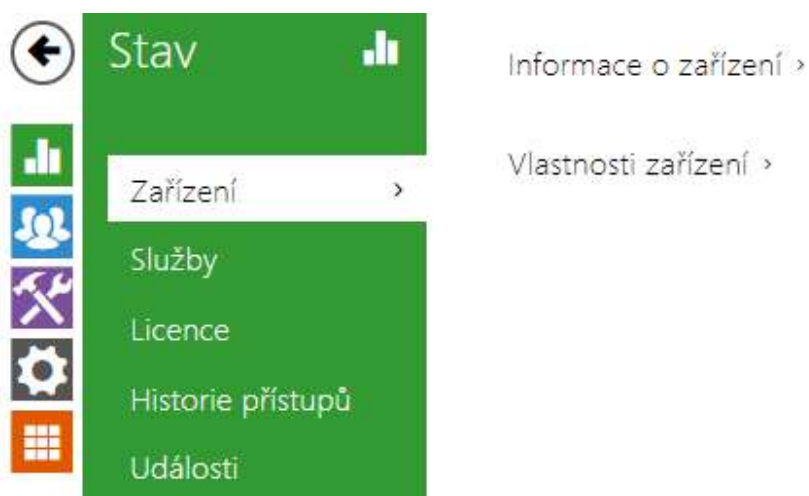 Stav
Zařízení
Služby
Licence
Historie přístupů
Události
Informace o zařízení
Vlastnosti zařízení